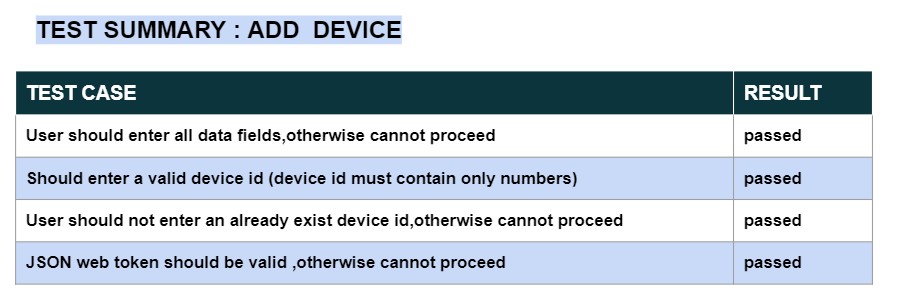 TEST SUMMARY : ADD  DEVICE
TEST CASE RESULT
User should enter all data fields,otherwise cannot proceed passed
Should enter a valid device id (device id must contain only numbers) passed
User should not enter an already exist device id,otherwise cannot proceed passed
JSON web token should be valid ,otherwise cannot proceed passed